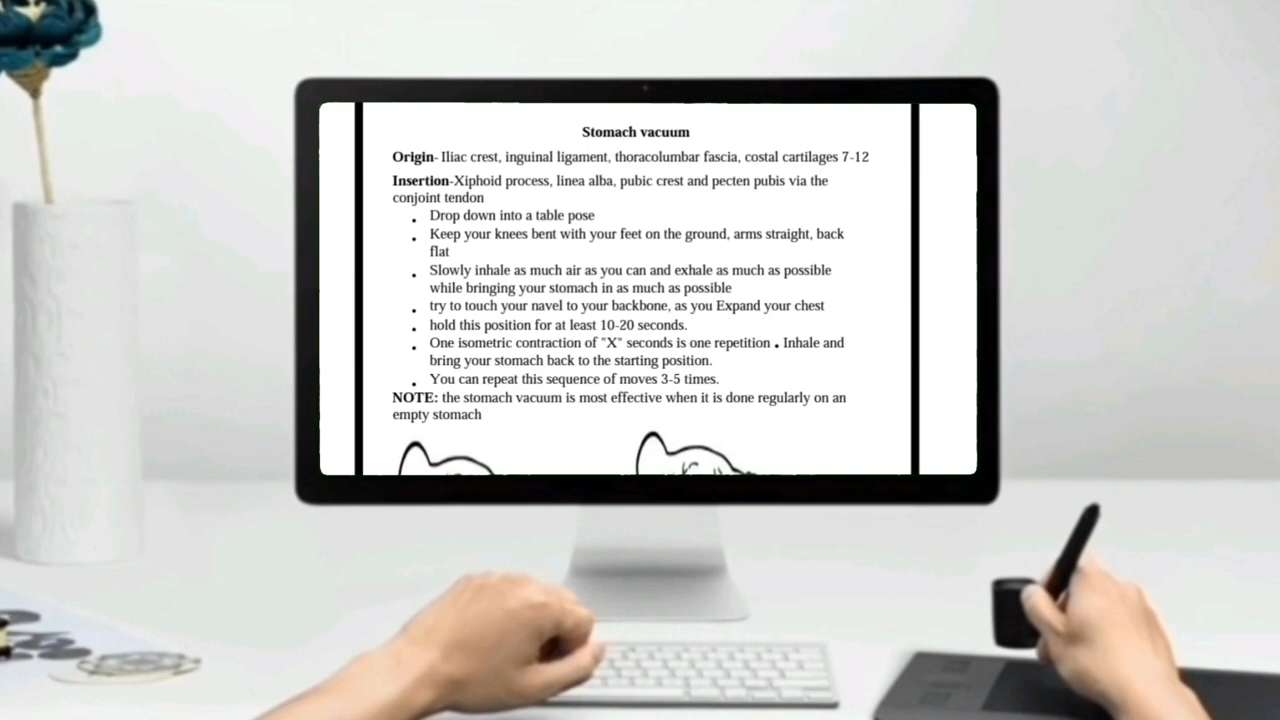 Stomach vacuum
Origin- Iliac crest, inguinal ligament, thoracolumbar fascia, costal cartilages 7-12
Insertion-Xiphoid process, linea alba, pubic crest and pecten pubis via the
conjoint tendon
• Drop down into a table pose
• Keep your knees bent with your feet on the ground, arms straight, back
flat
• Slowly inhale as much air as you can and exhale as much as possible
while bringing your stomach in as much as possible
• try to touch your navel to your backbone, as you Expand your chest
• hold this position for at least 10-20 seconds.
• One isometric contraction of "X" seconds is one repetition . Inhale and
bring your stomach back to the starting position.
• You can repeat this sequence of moves 3-5 times.
NOTE: the stomach vacuum is most effective when it is done regularly on an
empty stomach